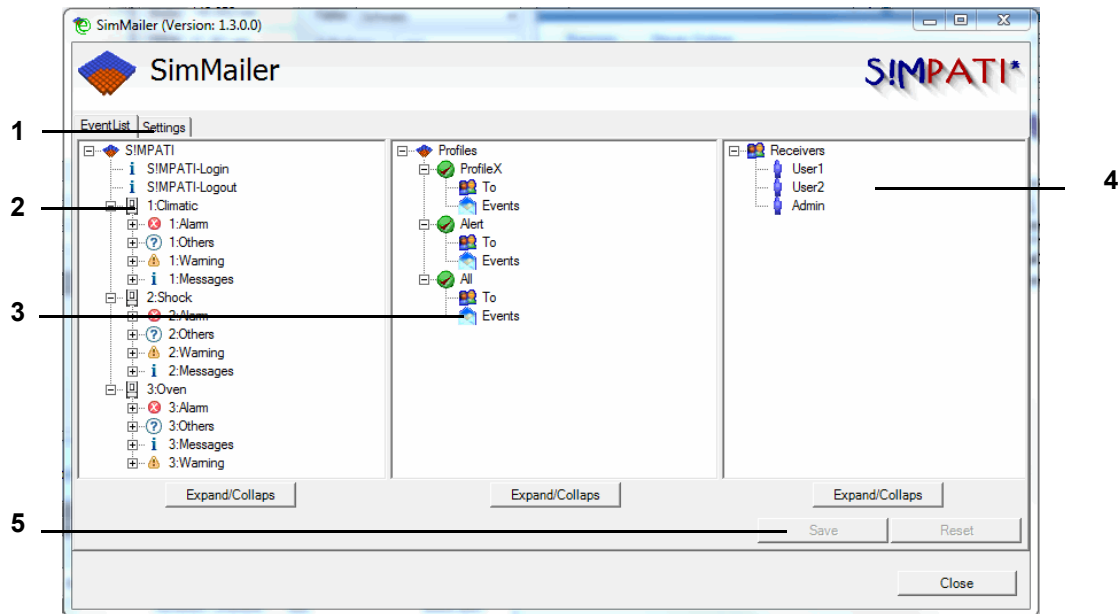 SimMailer (Version: 1.3.0.0)
SimMailer
S!MPATI*
EventList
Settings
1
S!MPATI
S!MPATI-Login
S!MPATI-Logout
2
1:Climatic
1:Alarm
1:Others
1:Warning
1:Messages
2:Shock
3
2:Alarm
2:Others
2:Warning
2:Messages
3:Oven
3:Alarm
3:Others
3:Messages
3:Warning
Expand/Collaps
Profiles
ProfileX
To
Events
Alert
To
Events
All
To
Events
Expand/Collaps
Receivers
User1
User2
Admin
4
Expand/Collaps
5
Save
Reset
Close